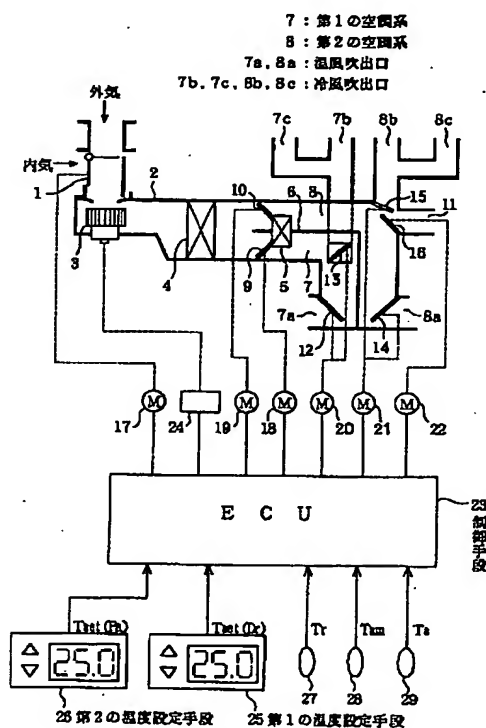 7 : 第1の空調系
8 : 第2の空調系
7a, 8a : 温風吹出口
7b, 7c, 8b, 8c : 冷風吹出口
外気
内気
1
2
3
4
10
6
8
9
5
7
7c
7b
8b
8c
15
11
16
13
7a
12
14
8a
M
17
24
M
19
M
18
M
20
M
21
M
22
ECU
23
制御手段
Tset(Pa)
Tset(Dr)
Tr
Tam
Ts
25.0
25.0
27
28
29
26 第2の温度設定手段
25 第1の温度設定手段